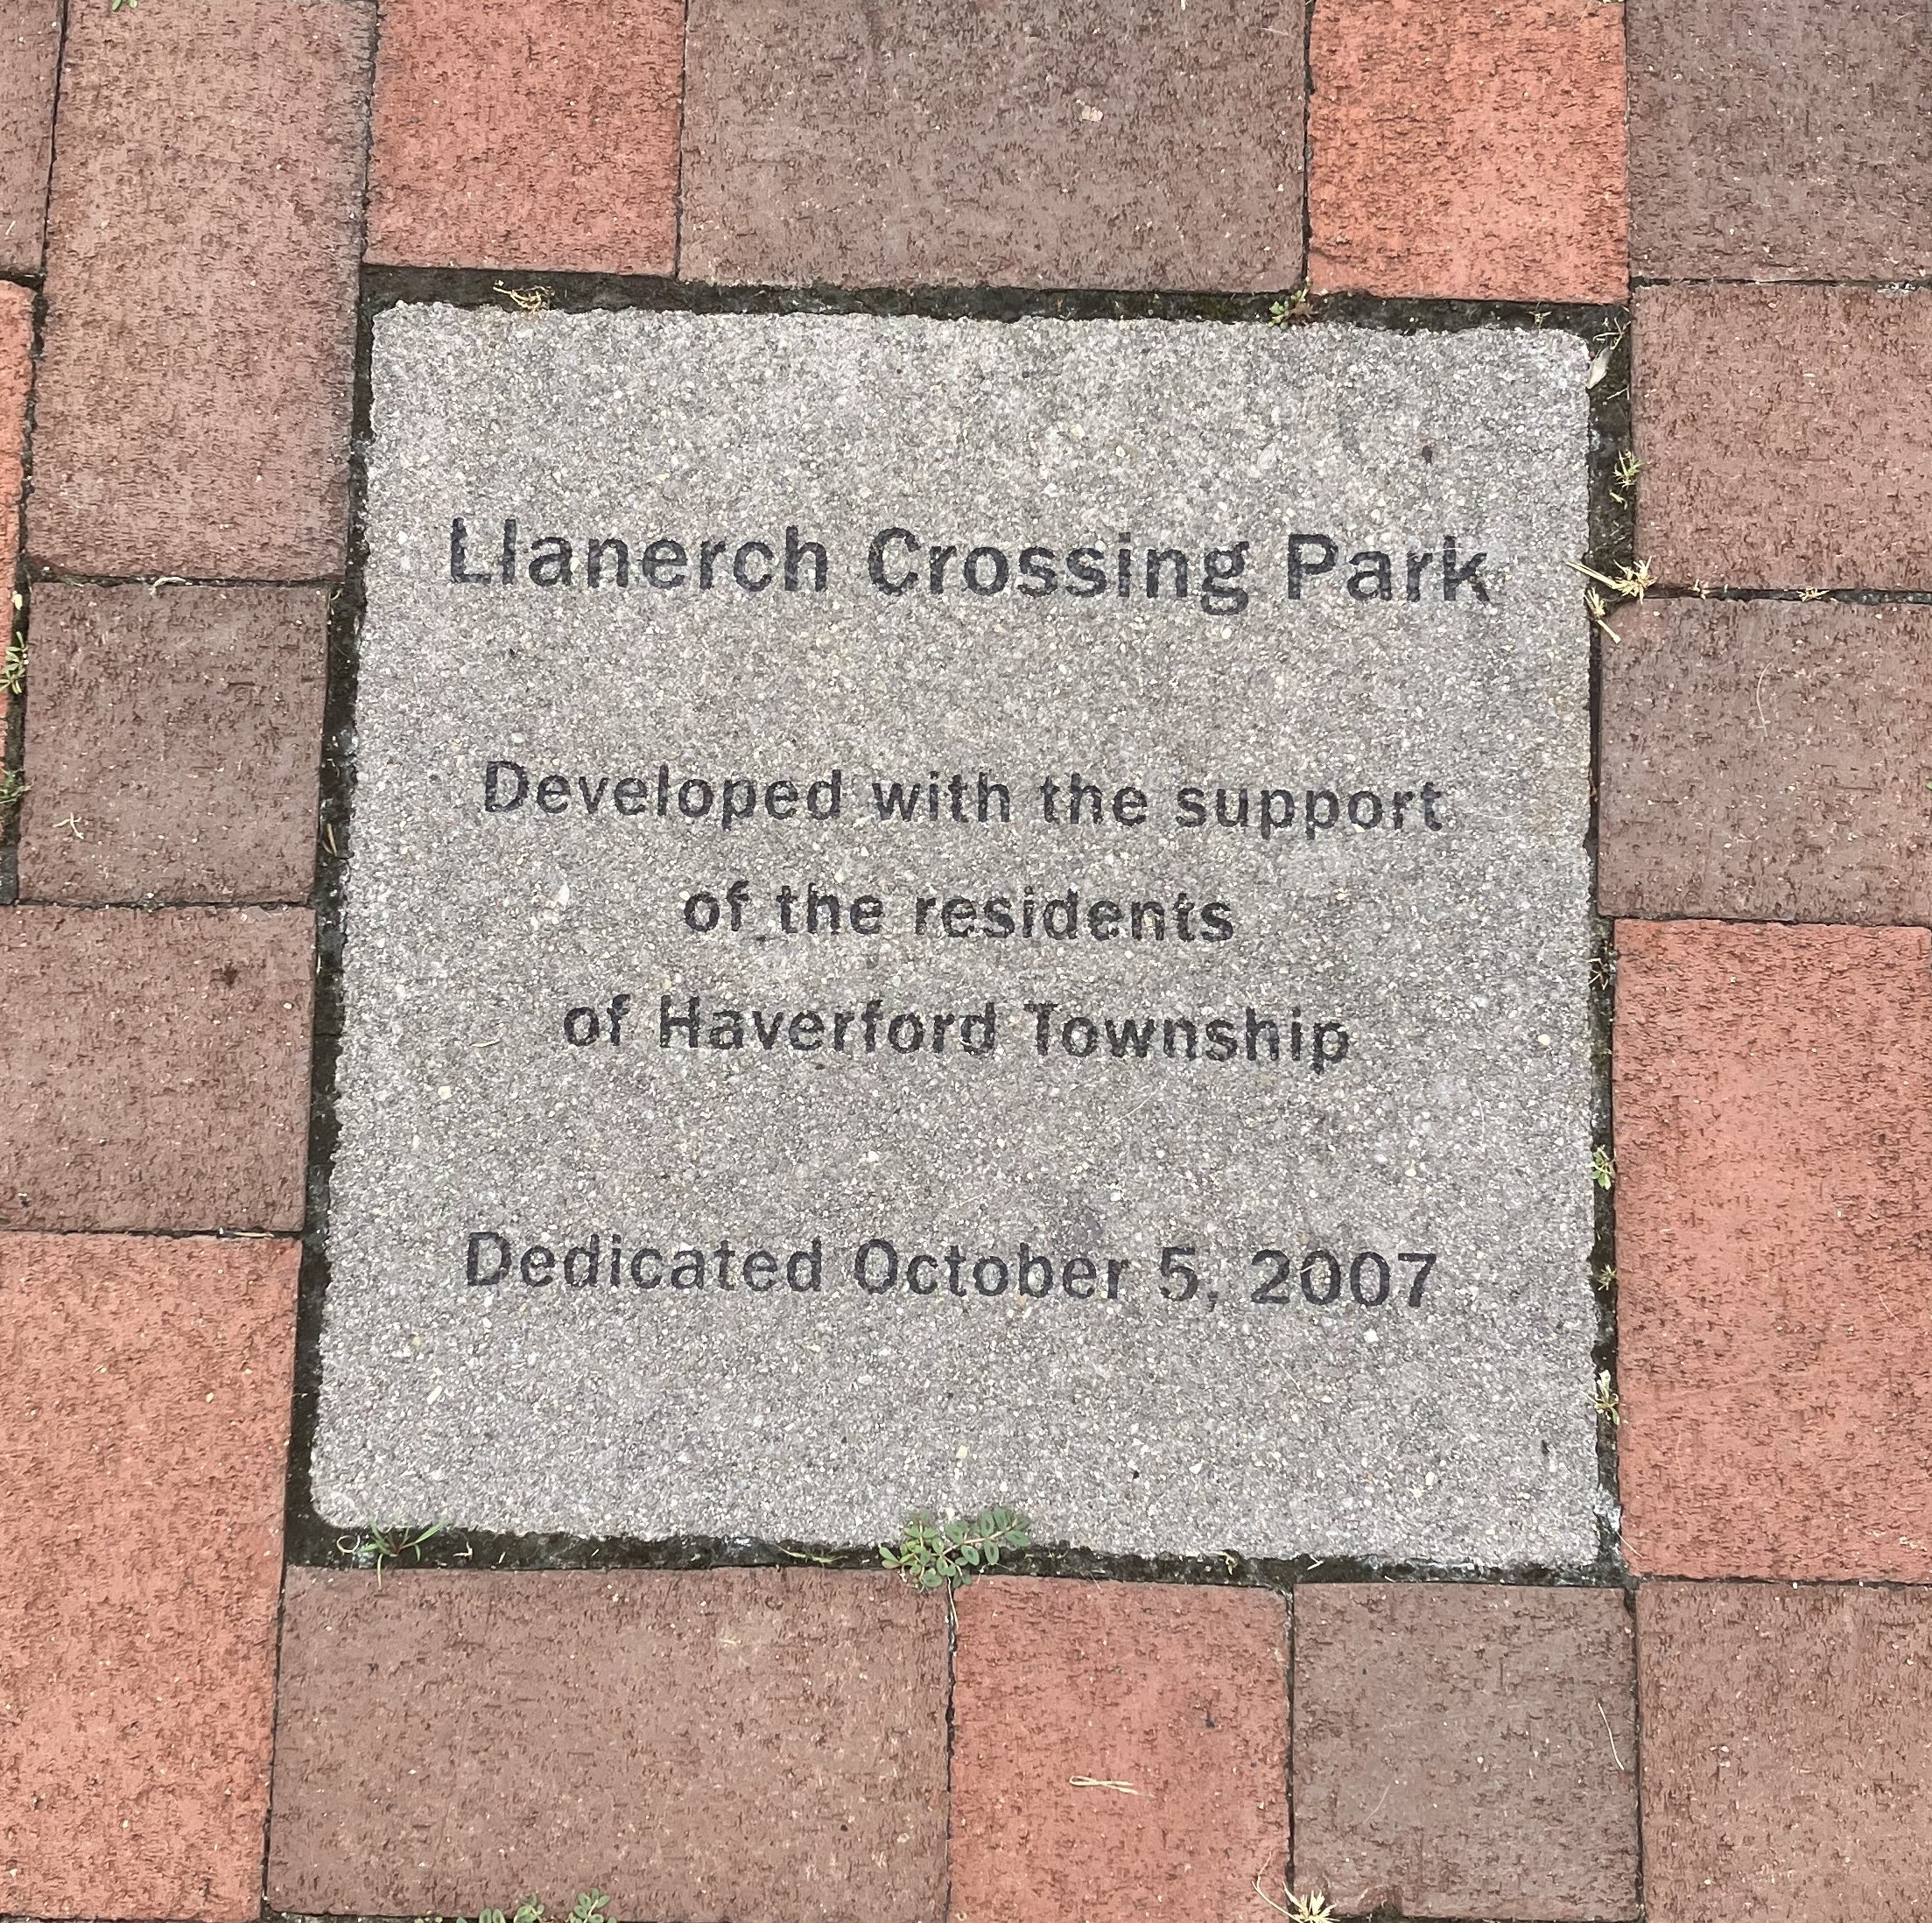 Llanerch Crossing Park
Developed with the support
of the residents
of Haverford Township
Dedicated October 5, 2007